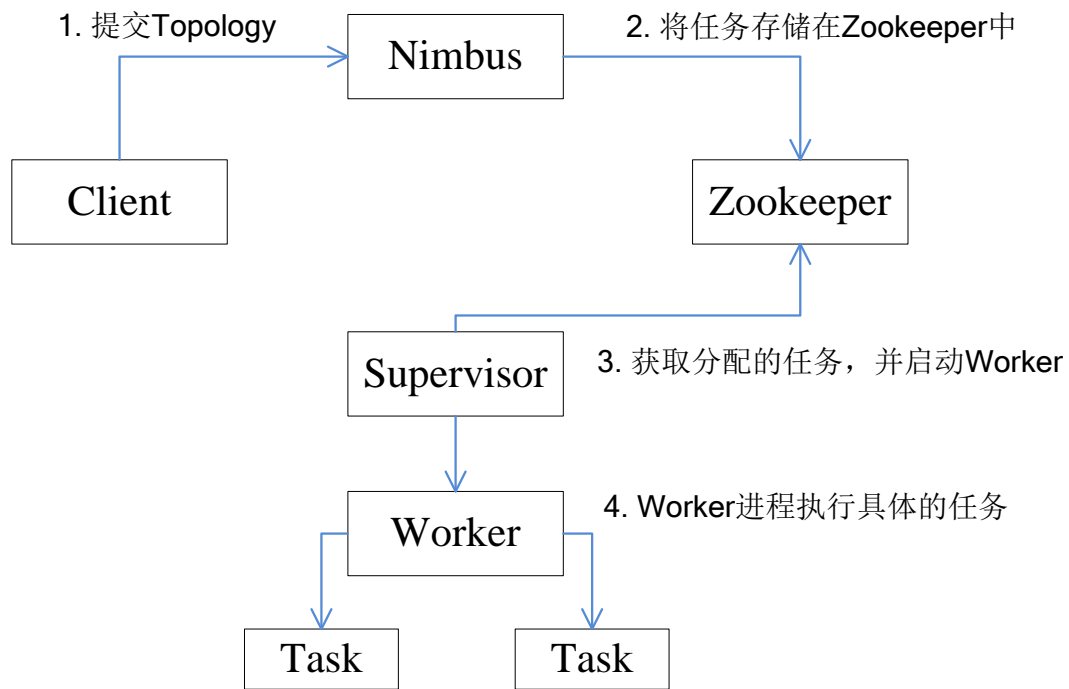 1. 提交Topology
Nimbus
2. 将任务存储在Zookeeper中
Client
Zookeeper
Supervisor
3. 获取分配的任务，并启动Worker
Worker
4. Worker进程执行具体的任务
Task
Task